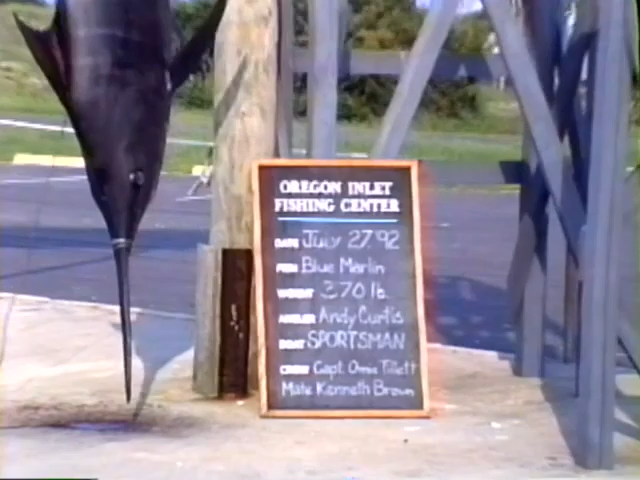 OREGON INLET
FISHING CENTER
DATE July 27, 92
FISH Blue Marlin
WEIGHT 370 lb.
ANGLER Andy Curtis
BOAT SPORTSMAN
CREW Capt. Omie Tillett
Mate Kenneth Brown